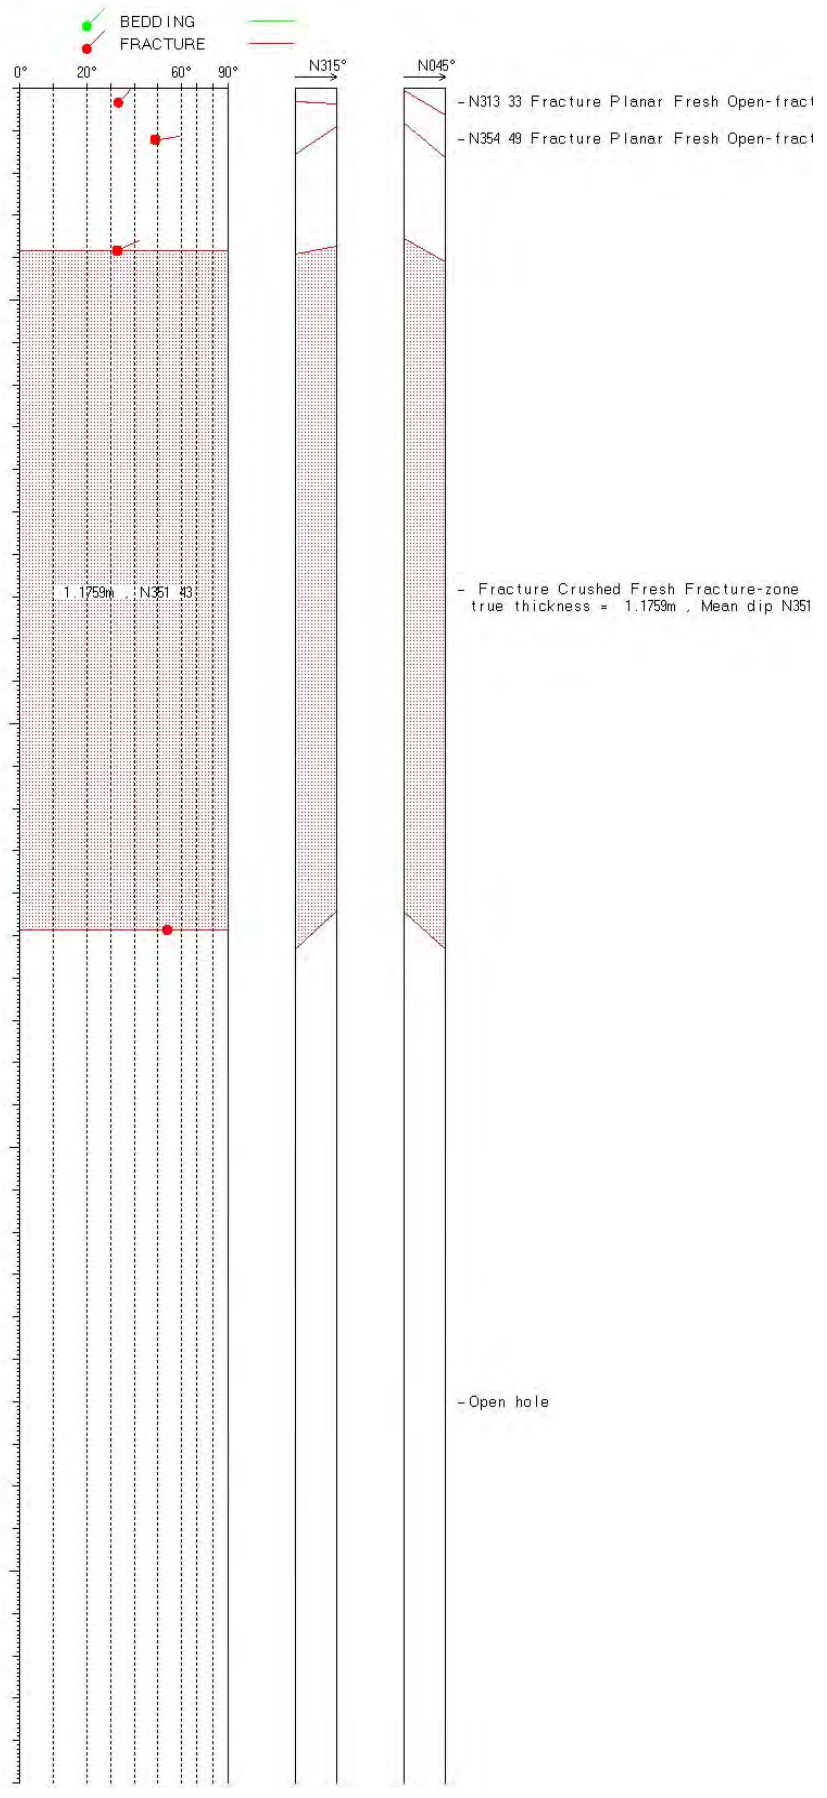 BEDDING
FRACTURE
0° 20° 60° 90° N315° N045°
-N313 33 Fracture Planar Fresh Open-fract
-N354 49 Fracture Planar Fresh Open-fract
1.1759m , N351 43
- Fracture Crushed Fresh Fracture-zone
true thickness = 1.1759m , Mean dip N351
-Open hole